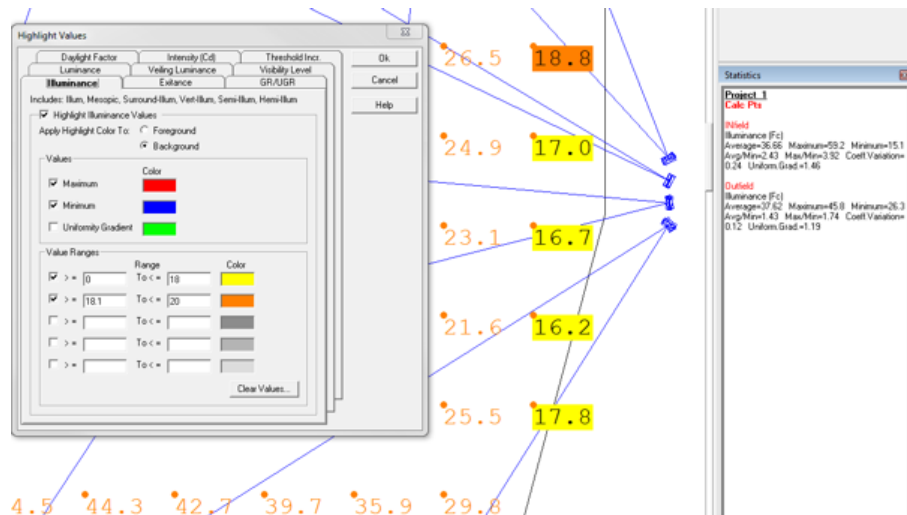 Highlight Values
Daylight Factor Intensity (Cd) Threshold Incr.
Luminance Veiling Luminance Visibility Level
Illuminance Exitance GR/UGR
Includes: Illum, Mesopic, Surround-Illum, Vert-Illum, Semi-Illum, Hemi-Illum
Highlight Illuminance Values
Apply Highlight Color To: Foreground
Background
Values
Color
Maximum
Minimum
Uniformity Gradient
Value Ranges
Range Color
>= 0 To <= 18
>= 18.1 To <= 20
>= To <=
>= To <=
>= To <=
Clear Values...
Ok
Cancel
Help
26.5 18.8
24.9 17.0
23.1 16.7
21.6 16.2
25.5 17.8
4.5 44.3 42.7 39.7 35.9 29.8
Statistics
Project_1
Calc Pts
INfield
Illuminance (Fc)
Average=36.66 Maximum=59.2 Minimum=15.1
Avg/Min=2.43 Max/Min=3.92 Coeff.Variation=
0.24 Uniform.Grad.=1.46
Outfield
Illuminance (Fc)
Average=37.62 Maximum=45.8 Minimum=26.3
Avg/Min=1.43 Max/Min=1.74 Coeff.Variation=
0.12 Uniform.Grad.=1.19